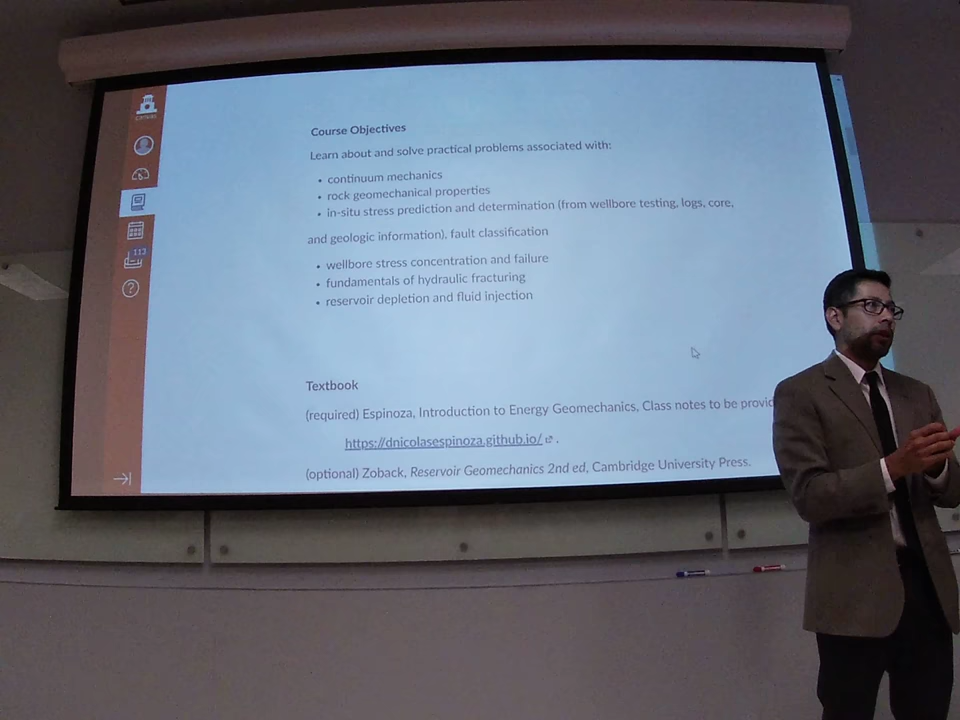 canvas
Course Objectives
Learn about and solve practical problems associated with:
• continuum mechanics
• rock geomechanical properties
• in-situ stress prediction and determination (from wellbore testing, logs, core,
and geologic information), fault classification
113
• wellbore stress concentration and failure
• fundamentals of hydraulic fracturing
• reservoir depletion and fluid injection
Textbook
(required) Espinoza, Introduction to Energy Geomechanics, Class notes to be
https://dnicolasespinoza.github.io/ .
(optional) Zoback, Reservoir Geomechanics 2nd ed, Cambridge University Press.